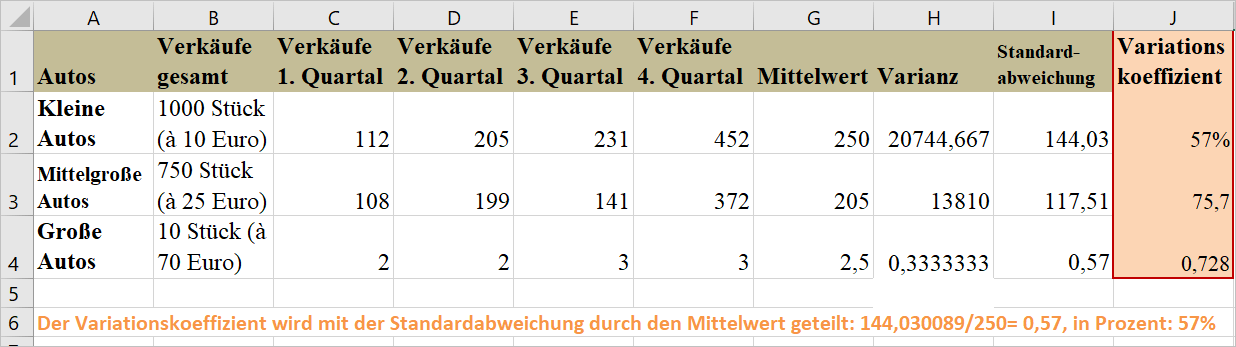 A B C D E F G H I J
1 Autos Verkäufe gesamt Verkäufe 1. Quartal Verkäufe 2. Quartal Verkäufe 3. Quartal Verkäufe 4. Quartal Mittelwert Varianz Standard-abweichung Variations koeffizient
2 Kleine Autos 1000 Stück (à 10 Euro) 112 205 231 452 250 20744,667 144,03 57%
3 Mittelgroße Autos 750 Stück (à 25 Euro) 108 199 141 372 205 13810 117,51 75,7
4 Große Autos 10 Stück (à 70 Euro) 2 2 3 3 2,5 0,3333333 0,57 0,728
5
6 Der Variationskoeffizient wird mit der Standardabweichung durch den Mittelwert geteilt: 144,030089/250= 0,57, in Prozent: 57%